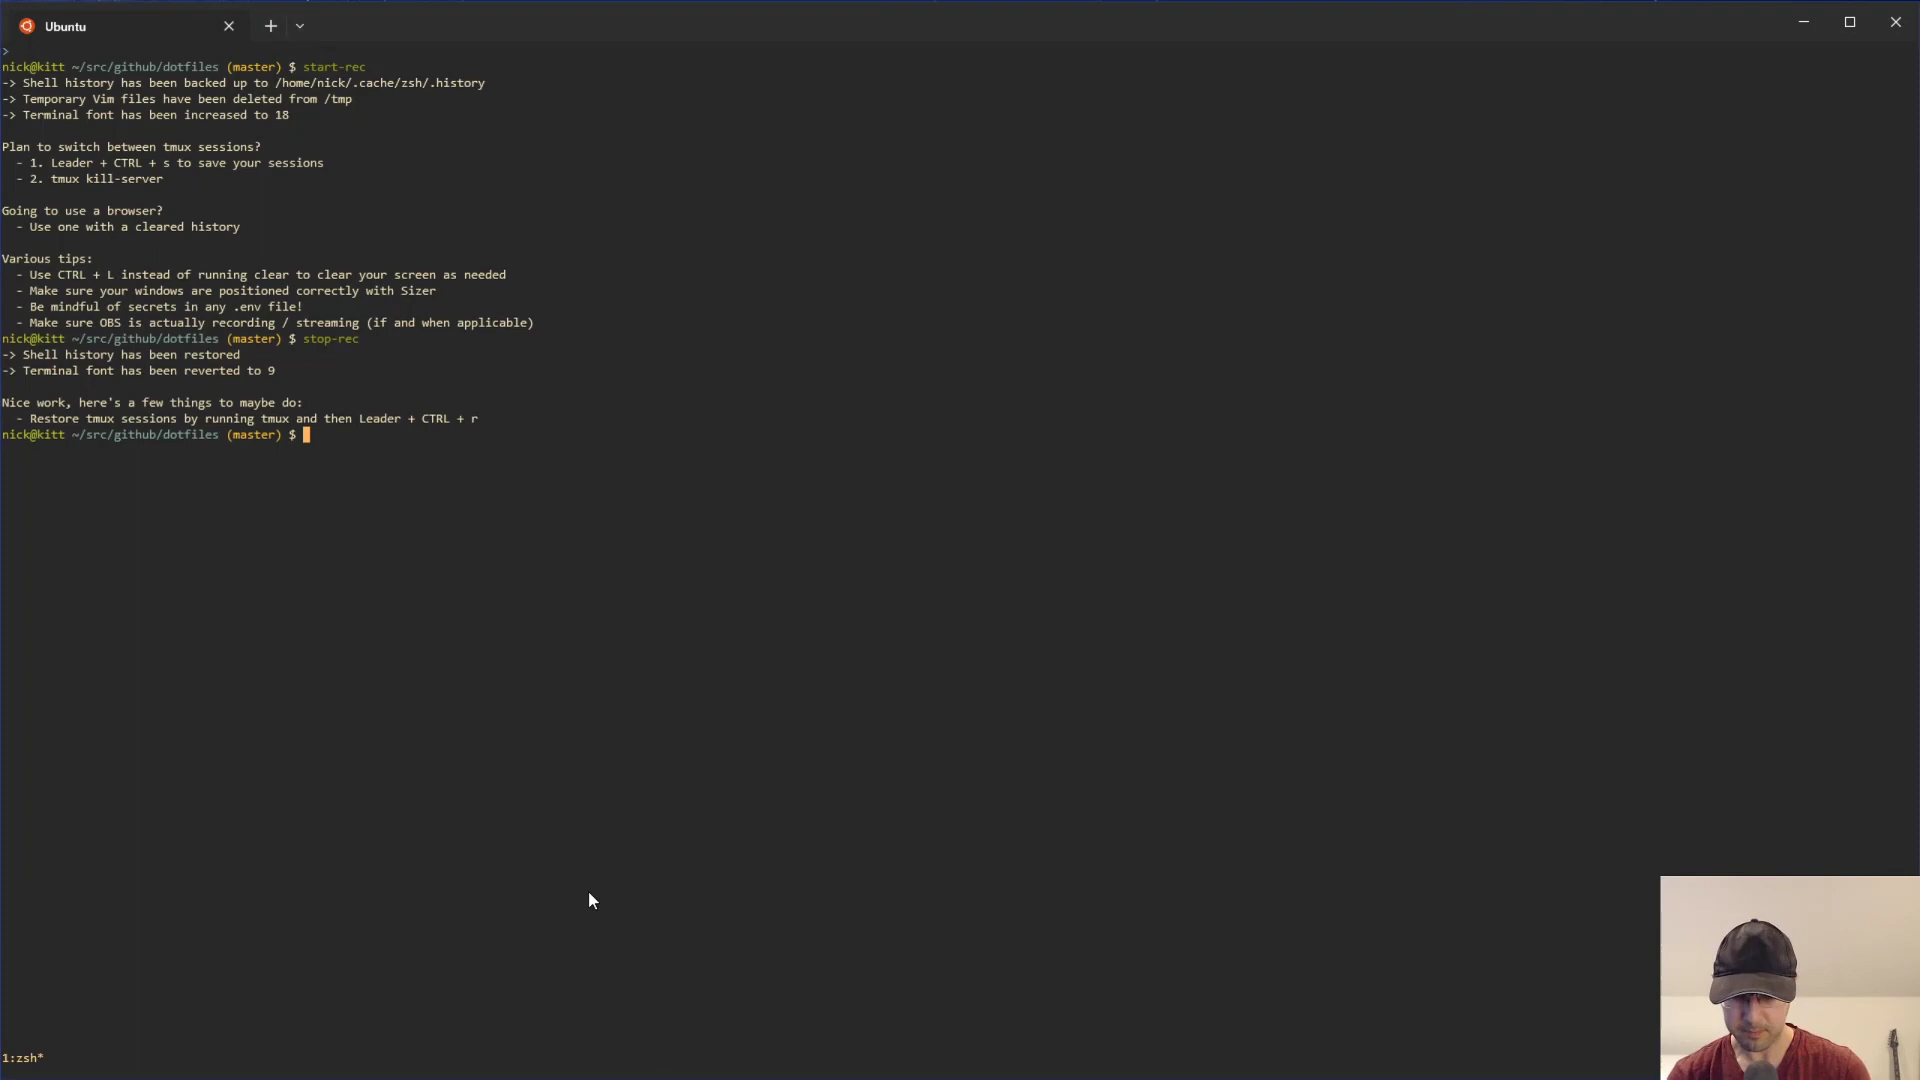 Ubuntu
>
nick@kitt ~/src/github/dotfiles (master) $ start-rec
-> Shell history has been backed up to /home/nick/.cache/zsh/.history
-> Temporary Vim files have been deleted from /tmp
-> Terminal font has been increased to 18
Plan to switch between tmux sessions?
- 1. Leader + CTRL + s to save your sessions
- 2. tmux kill-server
Going to use a browser?
- Use one with a cleared history
Various tips:
- Use CTRL + L instead of running clear to clear your screen as needed
- Make sure your windows are positioned correctly with Sizer
- Be mindful of secrets in any .env file!
- Make sure OBS is actually recording / streaming (if and when applicable)
nick@kitt ~/src/github/dotfiles (master) $ stop-rec
-> Shell history has been restored
-> Terminal font has been reverted to 9
Nice work, here's a few things to maybe do:
- Restore tmux sessions by running tmux and then Leader + CTRL + r
nick@kitt ~/src/github/dotfiles (master) $
1:zsh*